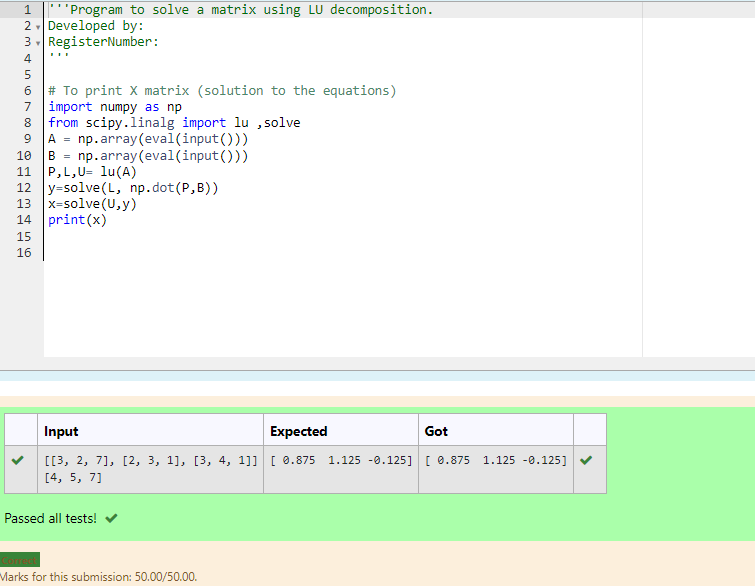 1 '''Program to solve a matrix using LU decomposition.
2 Developed by:
3 RegisterNumber:
4 '''
5
6 # To print X matrix (solution to the equations)
7 import numpy as np
8 from scipy.linalg import lu ,solve
9 A = np.array(eval(input()))
10 B = np.array(eval(input()))
11 P,L,U= lu(A)
12 y=solve(L, np.dot(P,B))
13 x=solve(U,y)
14 print(x)
15
16
Input Expected Got
[[3, 2, 7], [2, 3, 1], [3, 4, 1]] [ 0.875  1.125 -0.125] [ 0.875  1.125 -0.125]
[4, 5, 7]
Passed all tests!
Marks for this submission: 50.00/50.00.